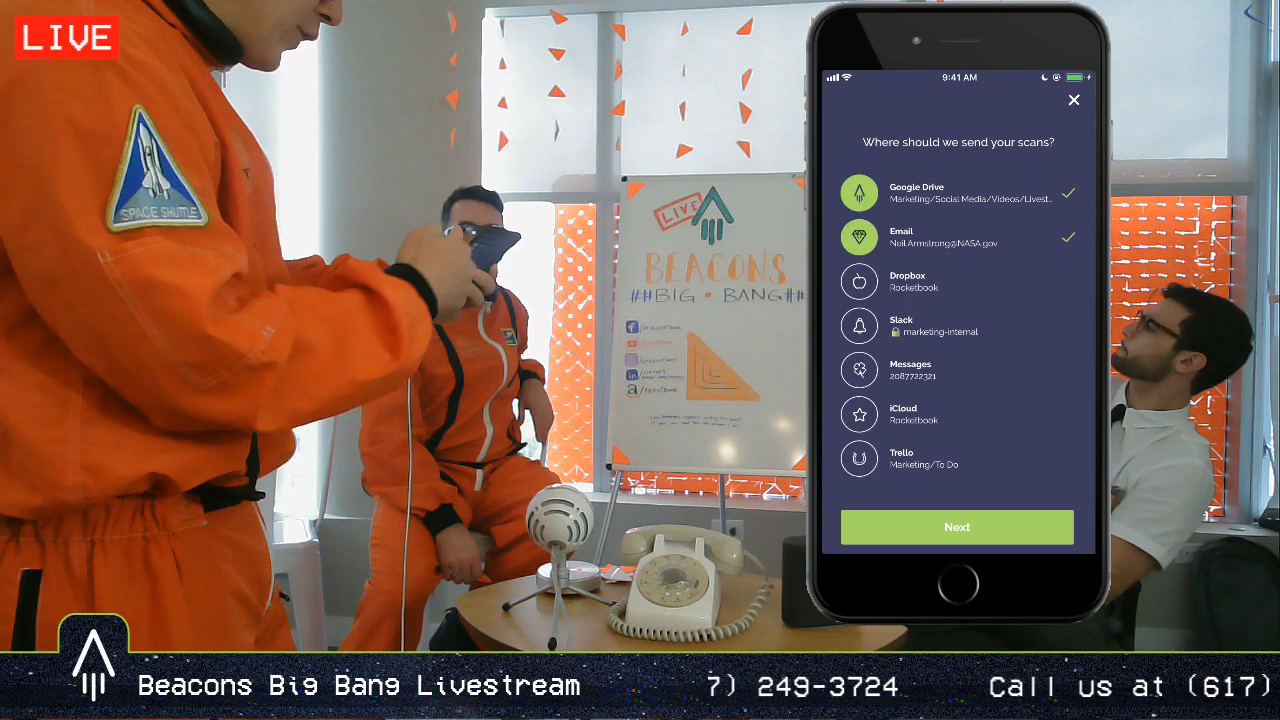 LIVE
SPACE SHUTTLE
LIVE
BEACONS
##BIG • BANG##
9:41 AM
Where should we send your scans?
Google Drive
Marketing/Social Media/Videos/Livest...
Email
Neil.Armstrong@NASA.gov
Dropbox
Rocketbook
Slack
marketing-internal
Messages
2087722321
iCloud
Rocketbook
Trello
Marketing/To Do
Next
Beacons Big Bang Livestream
7) 249-3724
Call us at (617)